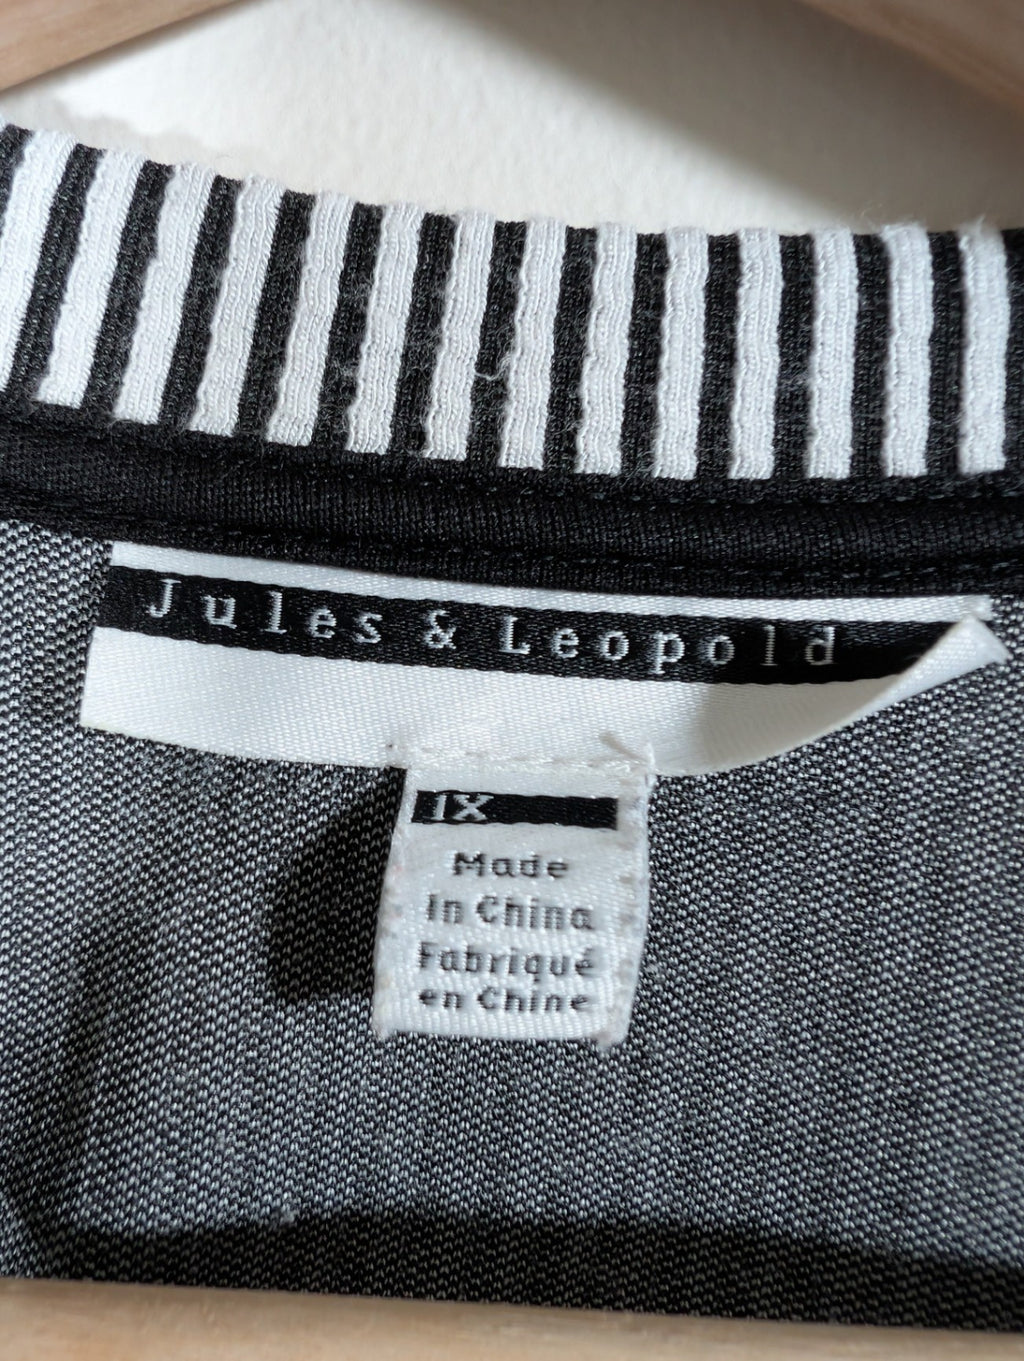 Jules & Leopold
1X
Made
in China
Fabriqué
en Chine